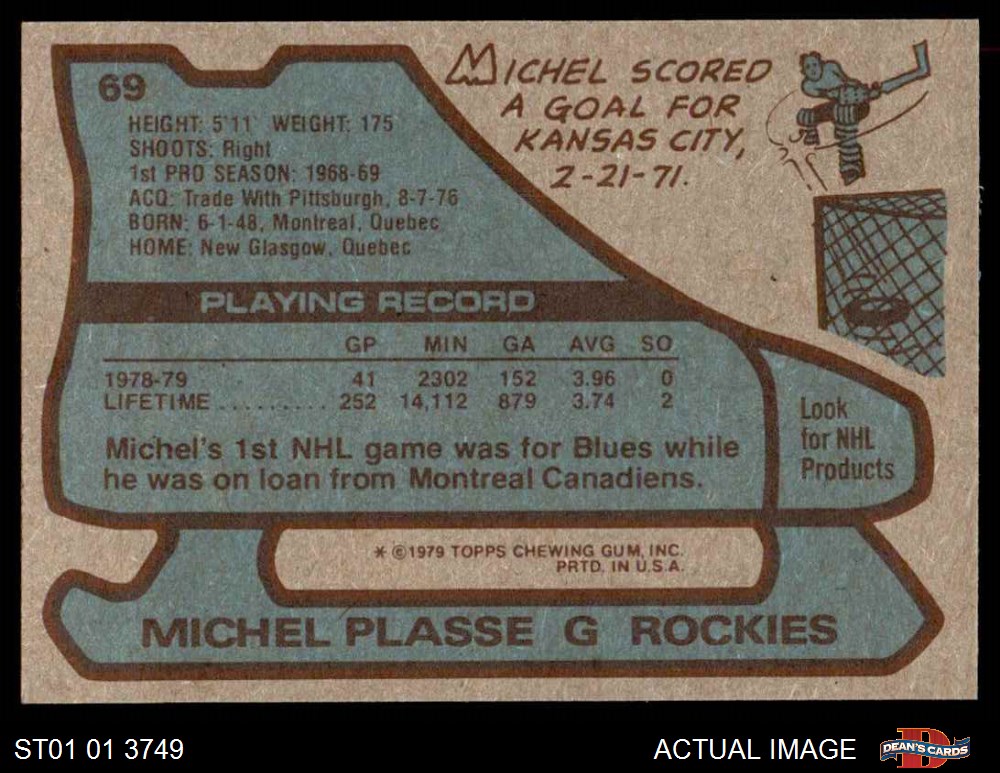 69
HEIGHT: 5'11" WEIGHT: 175
SHOOTS: Right
1st PRO SEASON: 1968-69
ACQ: Trade With Pittsburgh, 8-7-76
BORN: 6-1-48, Montreal, Quebec
HOME: New Glasgow, Quebec
MICHEL SCORED
A GOAL FOR
KANSAS CITY,
2-21-71.
PLAYING RECORD
GP MIN GA AVG SO
1978-79 41 2302 152 3.96 0
LIFETIME .......... 252 14,112 879 3.74 2
Michel's 1st NHL game was for Blues while
he was on loan from Montreal Canadiens.
Look
for NHL
Products
* ©1979 TOPPS CHEWING GUM, INC.
PRTD. IN U.S.A.
MICHEL PLASSE G ROCKIES
ST01 01 3749
ACTUAL IMAGE
D
DEAN'S CARDS